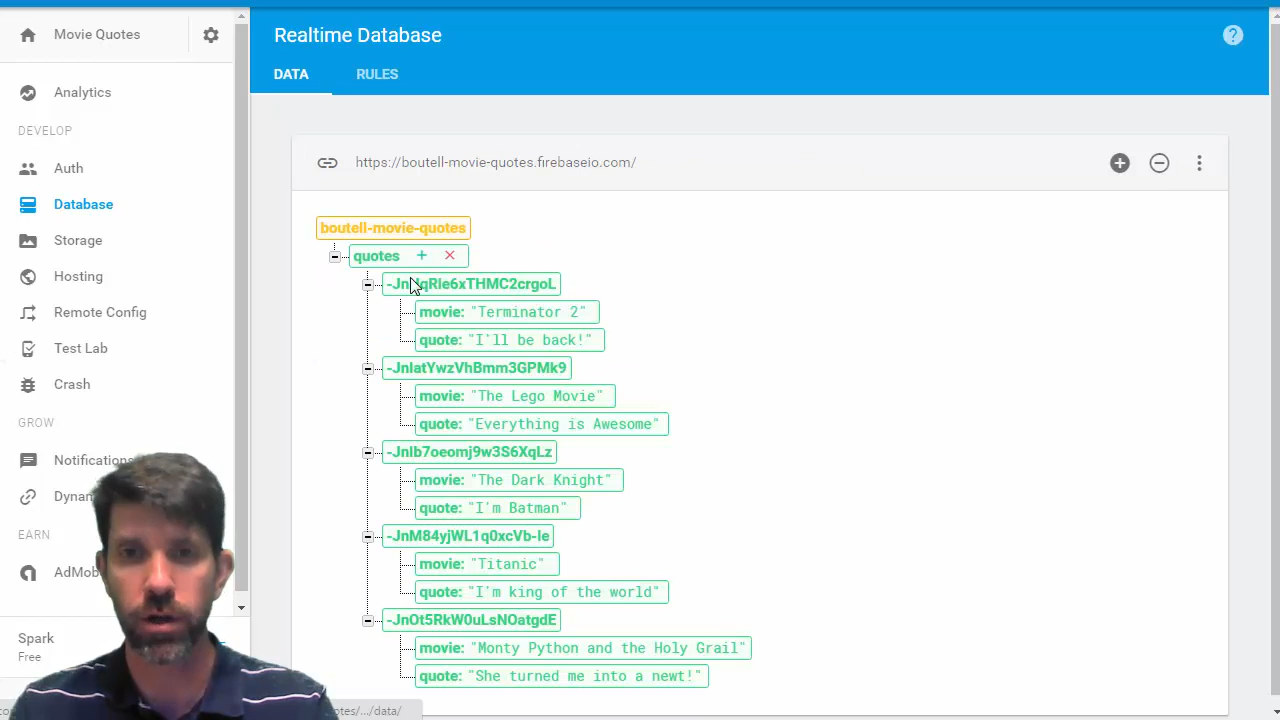 Movie Quotes
Realtime Database
DATA RULES
Analytics
DEVELOP
Auth
Database
Storage
Hosting
Remote Config
Test Lab
Crash
GROW
Notifications
EARN
Spark
Free
https://boutell-movie-quotes.firebaseio.com/
boutell-movie-quotes
quotes
movie: "Terminator 2"
quote: "I'll be back!"
-JnIatYwzVhBmm3GPMk9
movie: "The Lego Movie"
quote: "Everything is Awesome"
-JnIb7oeomj9w3S6XqLz
movie: "The Dark Knight"
quote: "I'm Batman"
-JnM84yjWL1q0xcVb-Ie
movie: "Titanic"
quote: "I'm king of the world"
-JnOt5RkW0uLsNOatgdE
movie: "Monty Python and the Holy Grail"
quote: "She turned me into a newt!"